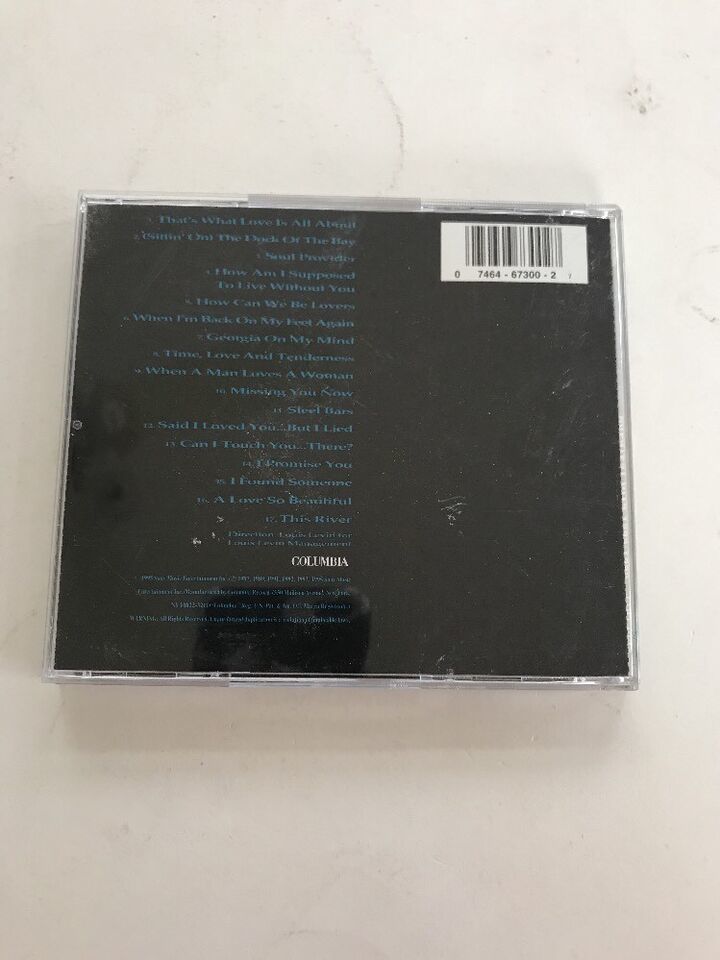 1. That's What Love Is All About
2. (Sittin' On) The Dock Of The Bay
3. Soul Provider
4. How Am I Supposed
To Live Without You
5. How Can We Be Lovers
6. When I'm Back On My Feet Again
7. Georgia On My Mind
8. Time, Love And Tenderness
9. When A Man Loves A Woman
10. Missing You Now
11. Steel Bars
12. Said I Loved You...But I Lied
13. Can I Touch You...There?
14. I Promise You
15. I Found Someone
16. A Love So Beautiful
17. This River
Direction: Louis Levin for
Louis Levin Management
COLUMBIA
0 7464 - 67300 - 2 7